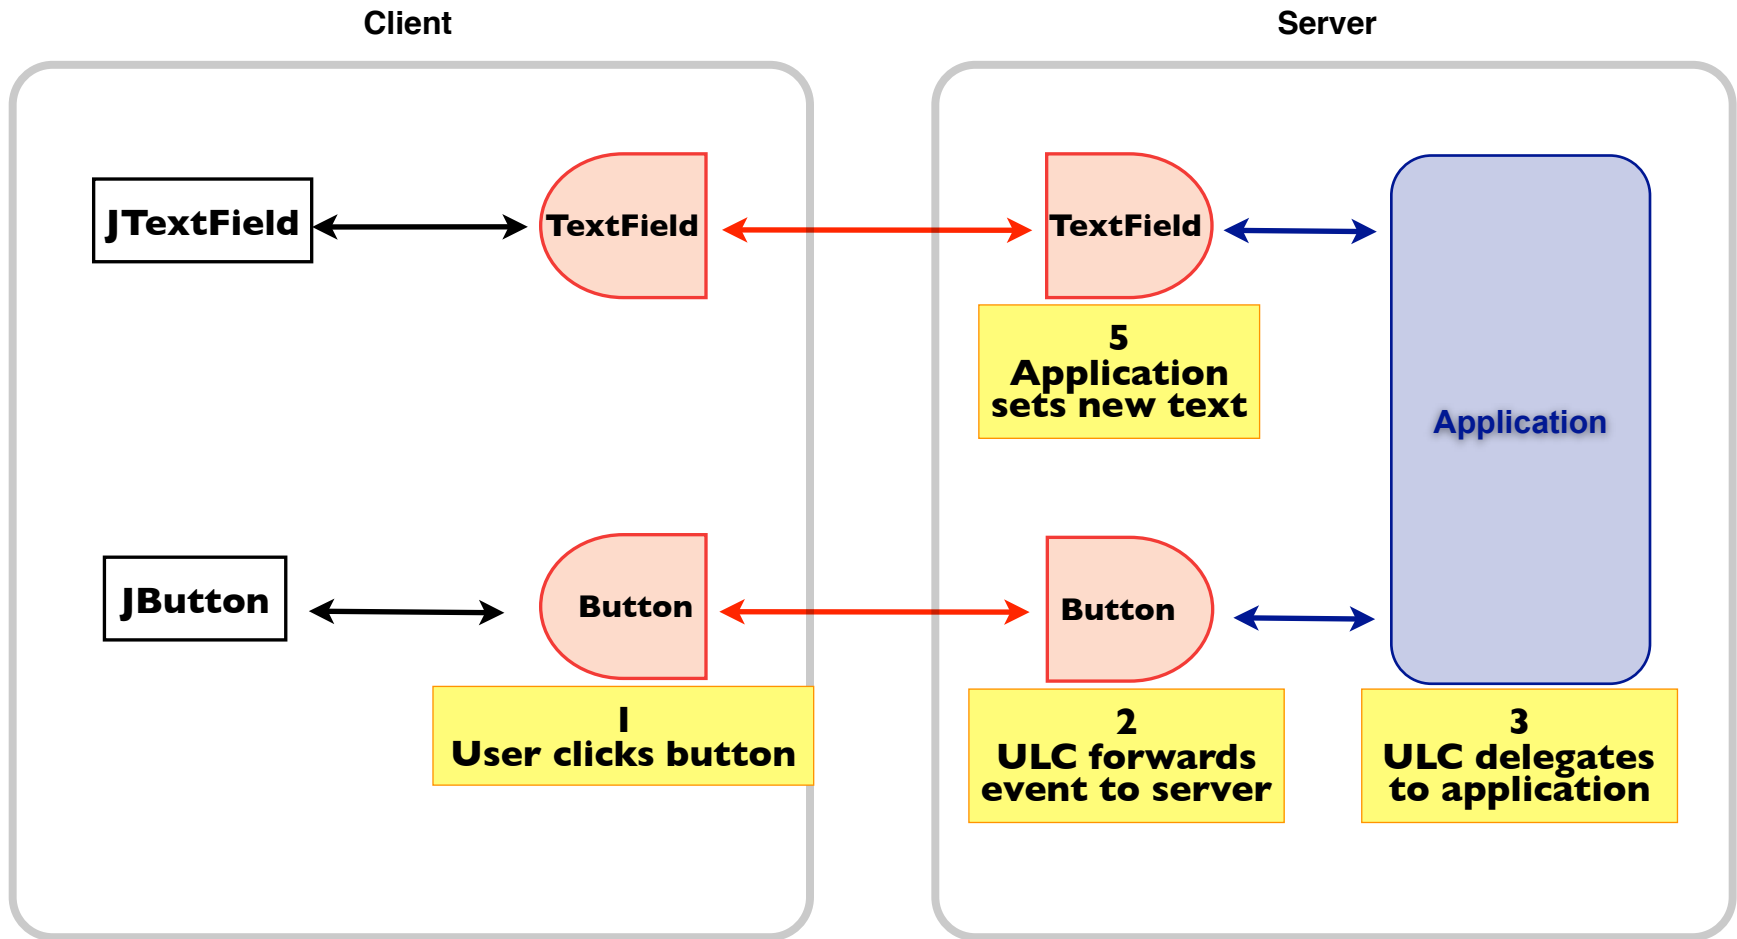 Client
Server
JTextField
TextField
TextField
5
Application
sets new text
Application
JButton
Button
Button
1
User clicks button
2
ULC forwards
event to server
3
ULC delegates
to application